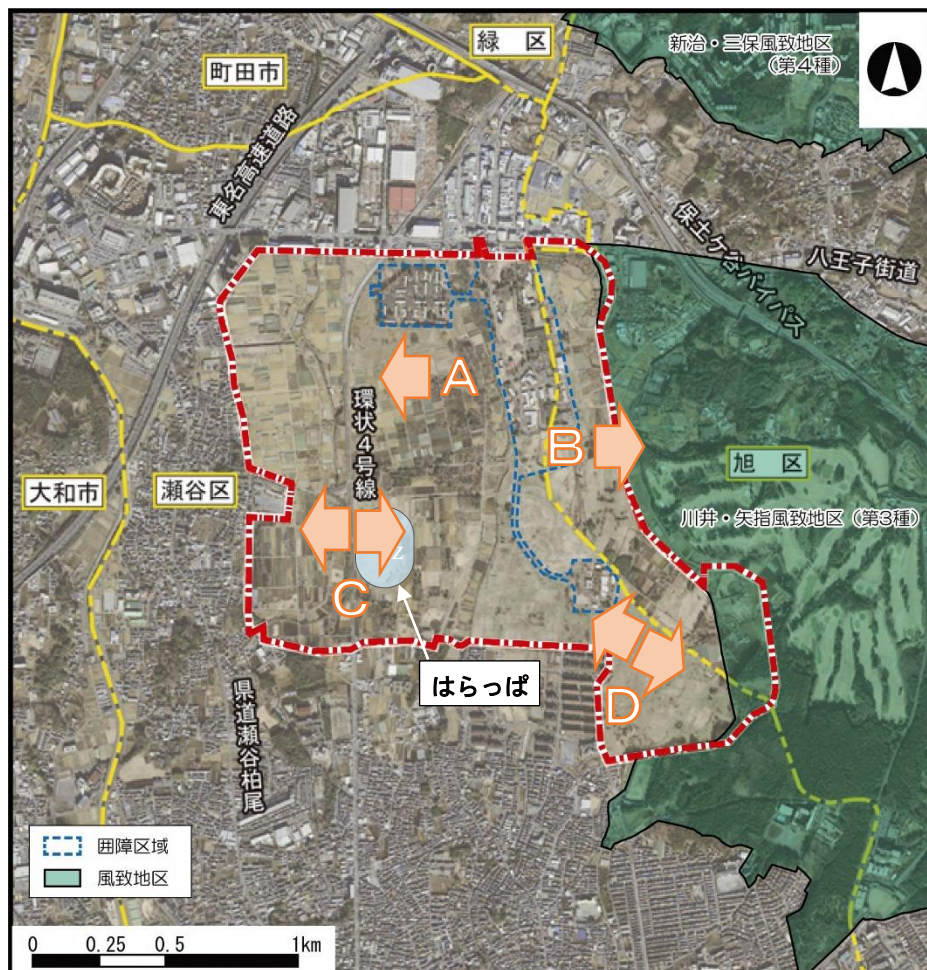 緑 区
新治・三保風致地区
(第4種)
町田市
東名高速道路
保土ケ谷バイパス
八王子街道
A
環状4号線
B
旭 区
大和市
瀬谷区
川井・矢指風致地区(第3種)
C
はらっぱ
D
県道瀬谷柏尾
囲障区域
風致地区
0 0.25 0.5 1km